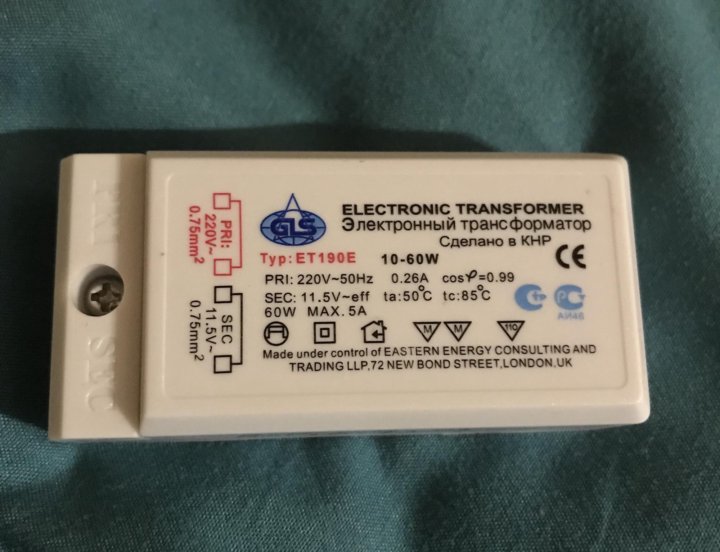 PRI SEC
PRI:
220V~
0.75mm²
SEC
11.5V~
0.75mm²
GLS
ELECTRONIC TRANSFORMER
Электронный трансформатор
Сделано в КНР
Typ:ET190E 10-60W CE
PRI: 220V~50Hz 0.26A cosφ=0.99
SEC: 11.5V~eff ta:50°C tc:85°C
60W MAX. 5A
М М 110
АИ46
Made under control of EASTERN ENERGY CONSULTING AND
TRADING LLP,72 NEW BOND STREET,LONDON,UK